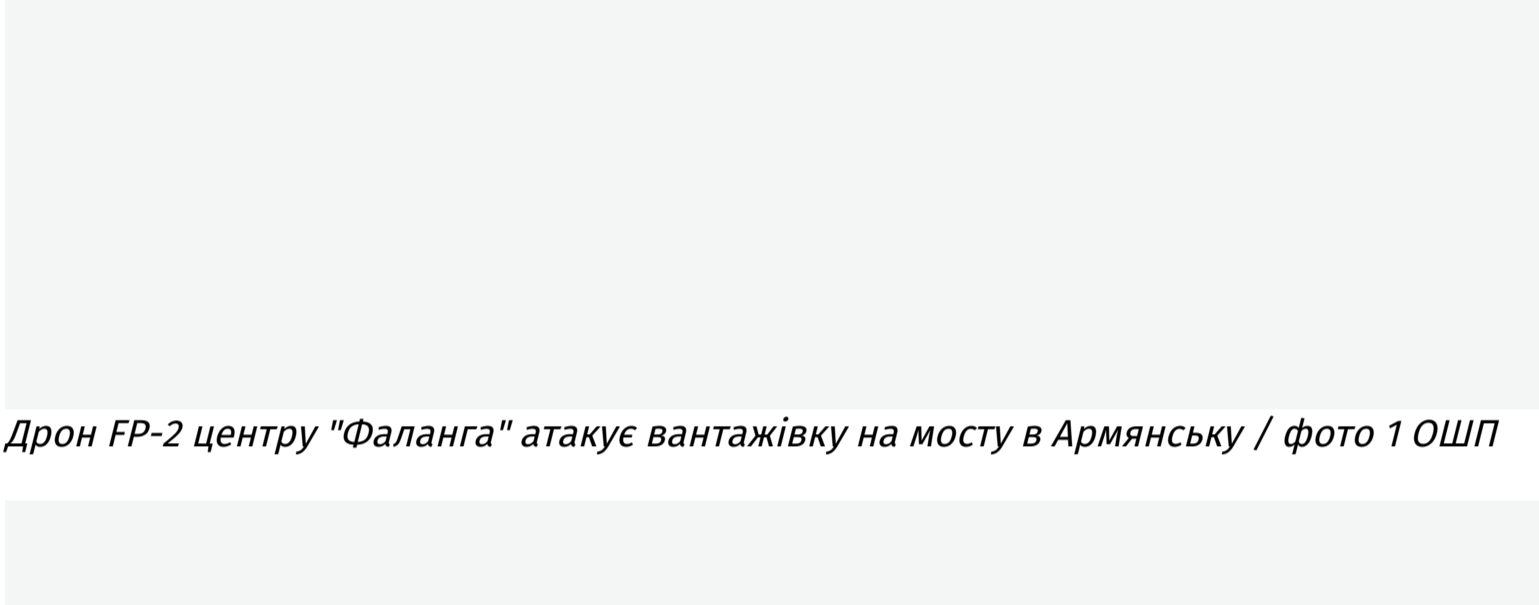 Дрон FP-2 центру "Фаланга" атакує вантажівку на мосту в Армянську / фото 1 ОШП